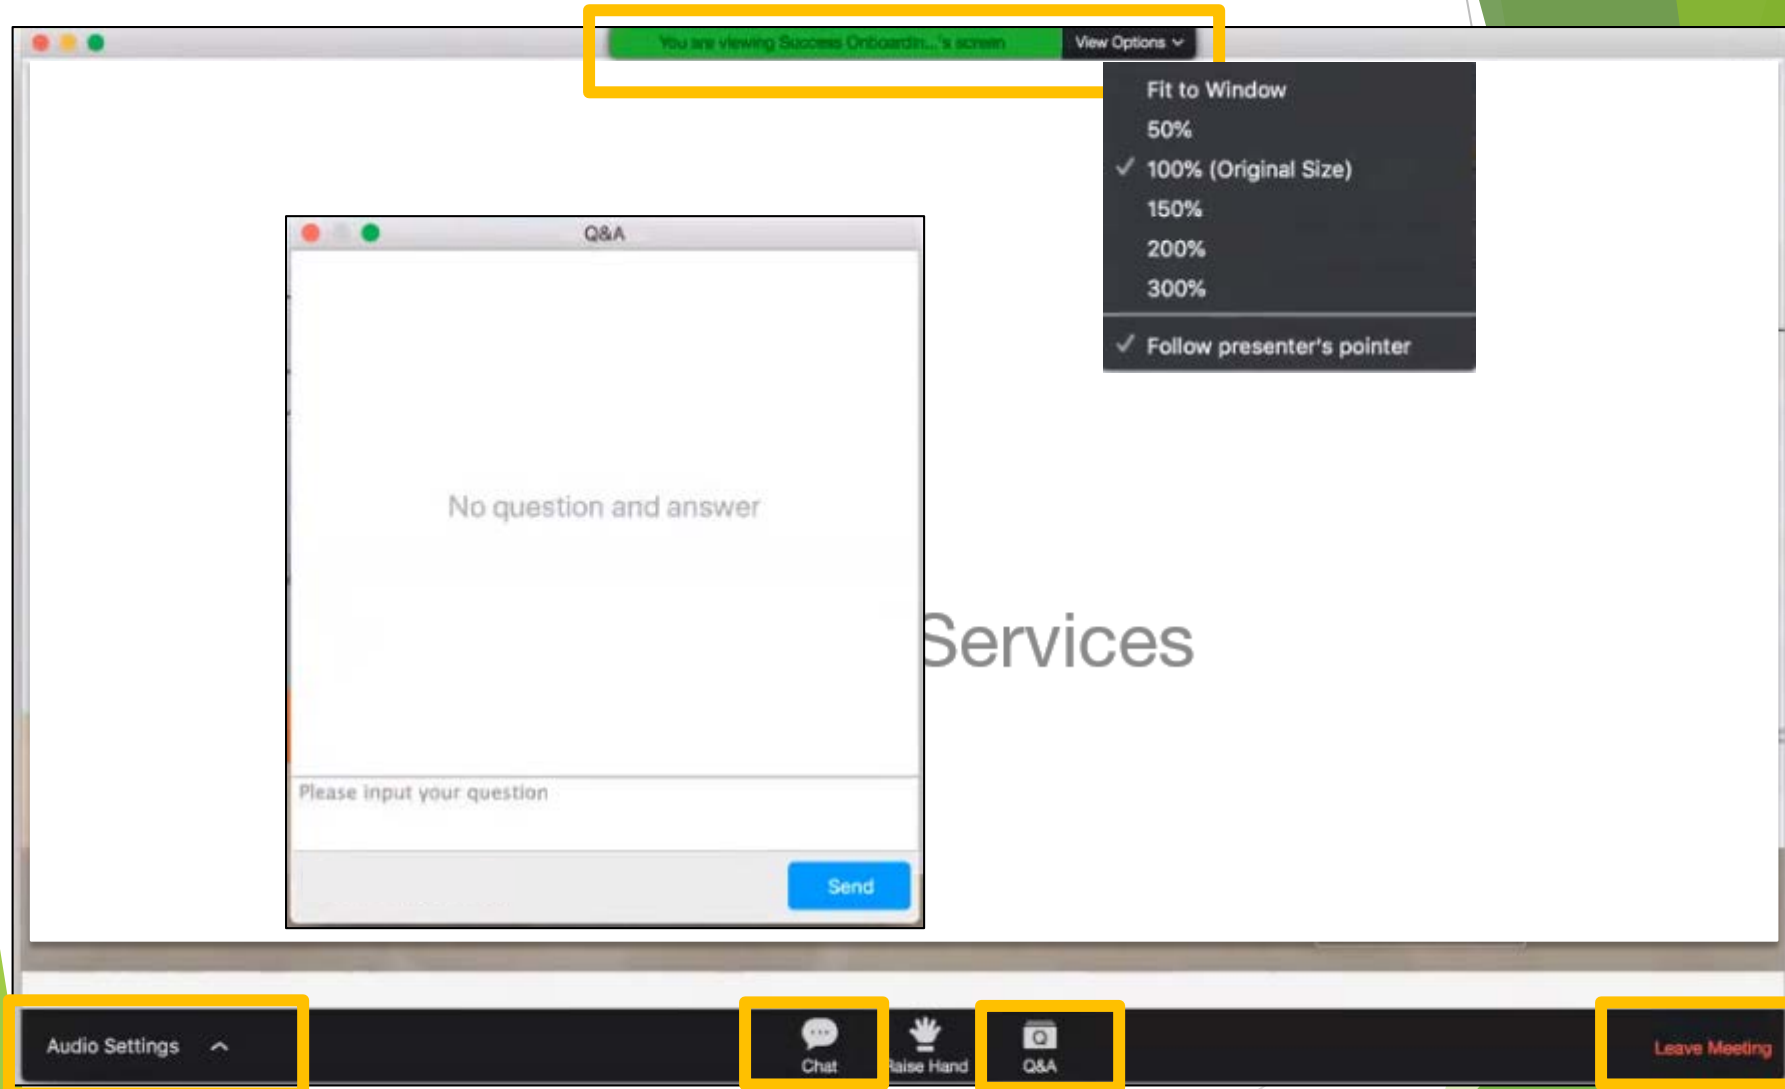 You are viewing Success Onboardin...'s screen
View Options
Fit to Window
50%
100% (Original Size)
150%
200%
300%
Follow presenter's pointer
Q&A
No question and answer
Services
Please input your question
Send
Audio Settings
Chat
Raise Hand
Q&A
Leave Meeting